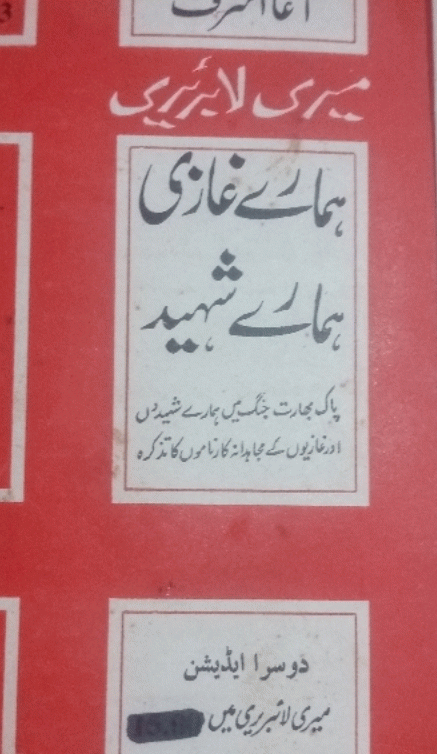 آغا اشرف
میری لائبریری
ہمارے غازی
ہمارے شہید
پاک بھارت جنگ میں ہمارے شہیدوں
اور غازیوں کے مجاہدانہ کارناموں کا تذکرہ
دوسرا ایڈیشن
میری لائبریری میں